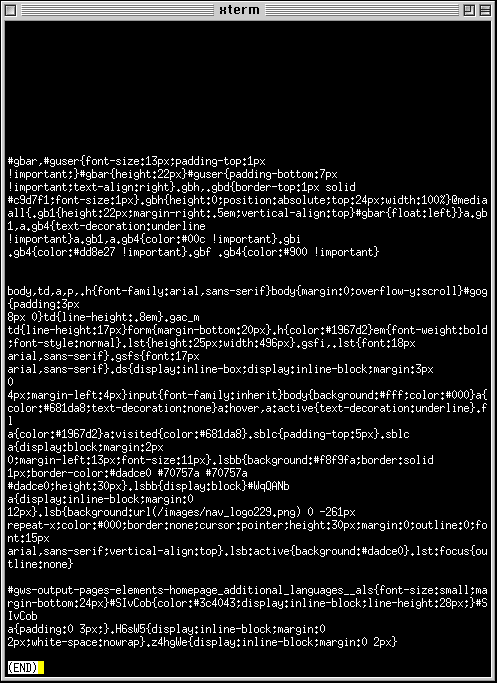 xterm
#gbar,#guser{font-size:13px;padding-top:1px
!important;}#gbar{height:22px}#guser{padding-bottom:7px
!important;text-align:right}.gbh,.gbd{border-top:1px solid
#c9d7f1;font-size:1px}.gbh{height:0;position:absolute;top:24px;width:100%}@media
all{.gb1{height:22px;margin-right:.5em;vertical-align:top}#gbar{float:left}}a.gb
1,a.gb4{text-decoration:underline
!important}a.gb1,a.gb4{color:#00c !important}.gbi
.gb4{color:#dd8e27 !important}.gbf .gb4{color:#900 !important}
body,td,a,p,.h{font-family:arial,sans-serif}body{margin:0;overflow-y:scroll}#gog
{padding:3px
8px 0}td{line-height:.8em}.gac_m
td{line-height:17px}form{margin-bottom:20px}.h{color:#1967d2}em{font-weight:bold
;font-style:normal}.lst{height:25px;width:496px}.gsfi,.lst{font:18px
arial,sans-serif}.gsfs{font:17px
arial,sans-serif}.ds{display:inline-box;display:inline-block;margin:3px
0
4px;margin-left:4px}input{font-family:inherit}body{background:#fff;color:#000}a{
color:#681da8;text-decoration:none}a:hover,a:active{text-decoration:underline}.f
l
a{color:#1967d2}a:visited{color:#681da8}.sblc{padding-top:5px}.sblc
a{display:block;margin:2px
0;margin-left:13px;font-size:11px}.lsbb{background:#f8f9fa;border:solid
1px;border-color:#dadce0 #70757a #70757a
#dadce0;height:30px}.lsbb{display:block}#WqQANb
a{display:inline-block;margin:0
12px}.lsb{background:url(/images/nav_logo229.png) 0 -261px
repeat-x;color:#000;border:none;cursor:pointer;height:30px;margin:0;outline:0;fo
nt:15px
arial,sans-serif;vertical-align:top}.lsb:active{background:#dadce0}.lst:focus{ou
tline:none}
#gws-output-pages-elements-homepage_additional_languages__als{font-size:small;ma
rgin-bottom:24px}#SIvCob{color:#3c4043;display:inline-block;line-height:28px;}#S
IvCob
a{padding:0 3px;}.H6sW5{display:inline-block;margin:0
2px;white-space:nowrap}.z4hgWe{display:inline-block;margin:0 2px}
(END)